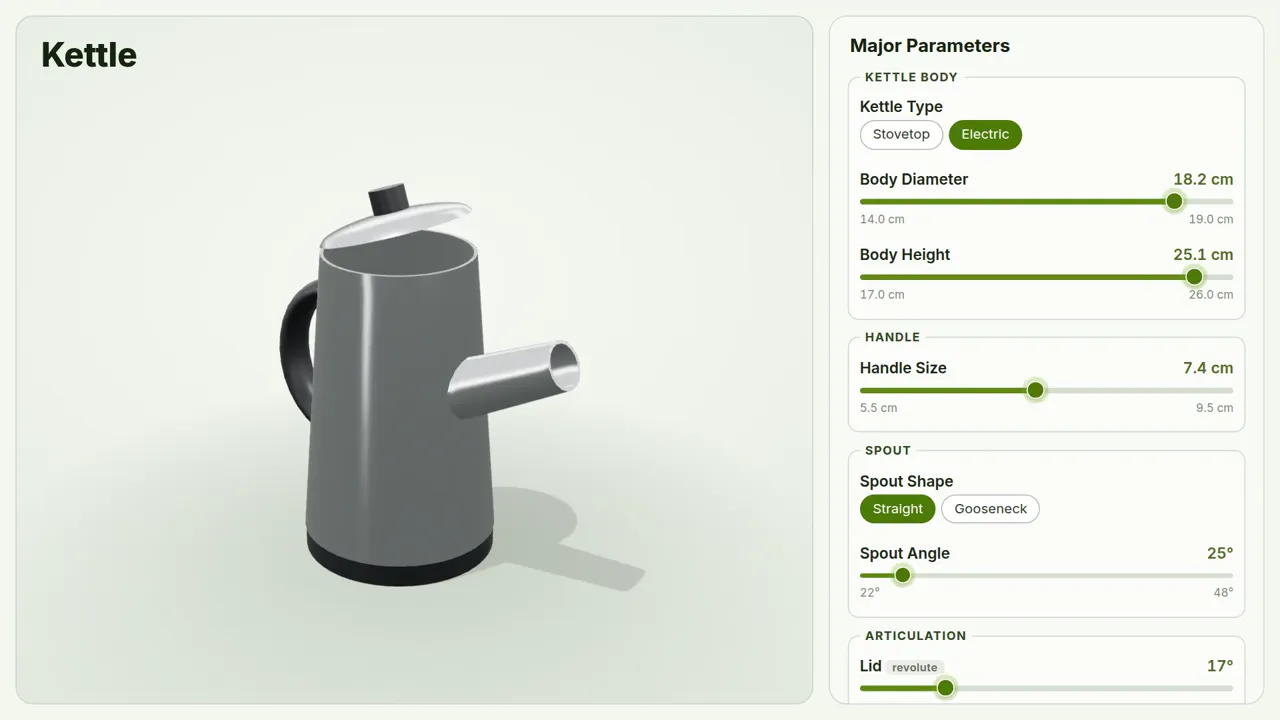 Kettle
Major Parameters
KETTLE BODY
Kettle Type
Stovetop Electric
Body Diameter 18.2 cm
14.0 cm 19.0 cm
Body Height 25.1 cm
17.0 cm 26.0 cm
HANDLE
Handle Size 7.4 cm
5.5 cm 9.5 cm
SPOUT
Spout Shape
Straight Gooseneck
Spout Angle 25°
22° 48°
ARTICULATION
Lid revolute 17°